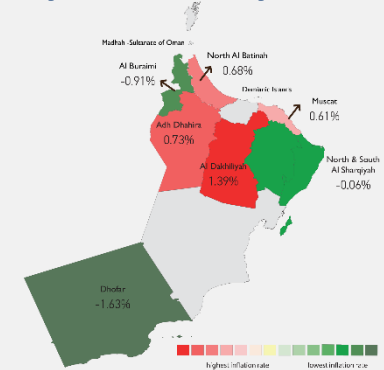 Madhah -Sultanate of Oman
North Al Batinah
0.68%
Al Buraimi
-0.91%
Muscat
0.61%
Adh Dhahira
0.73%
Al Dakhiliyah
1.39%
North & South
Al Sharqiyah
-0.06%
Dhofar
-1.63%
highest inflation rate
lowest inflation rate